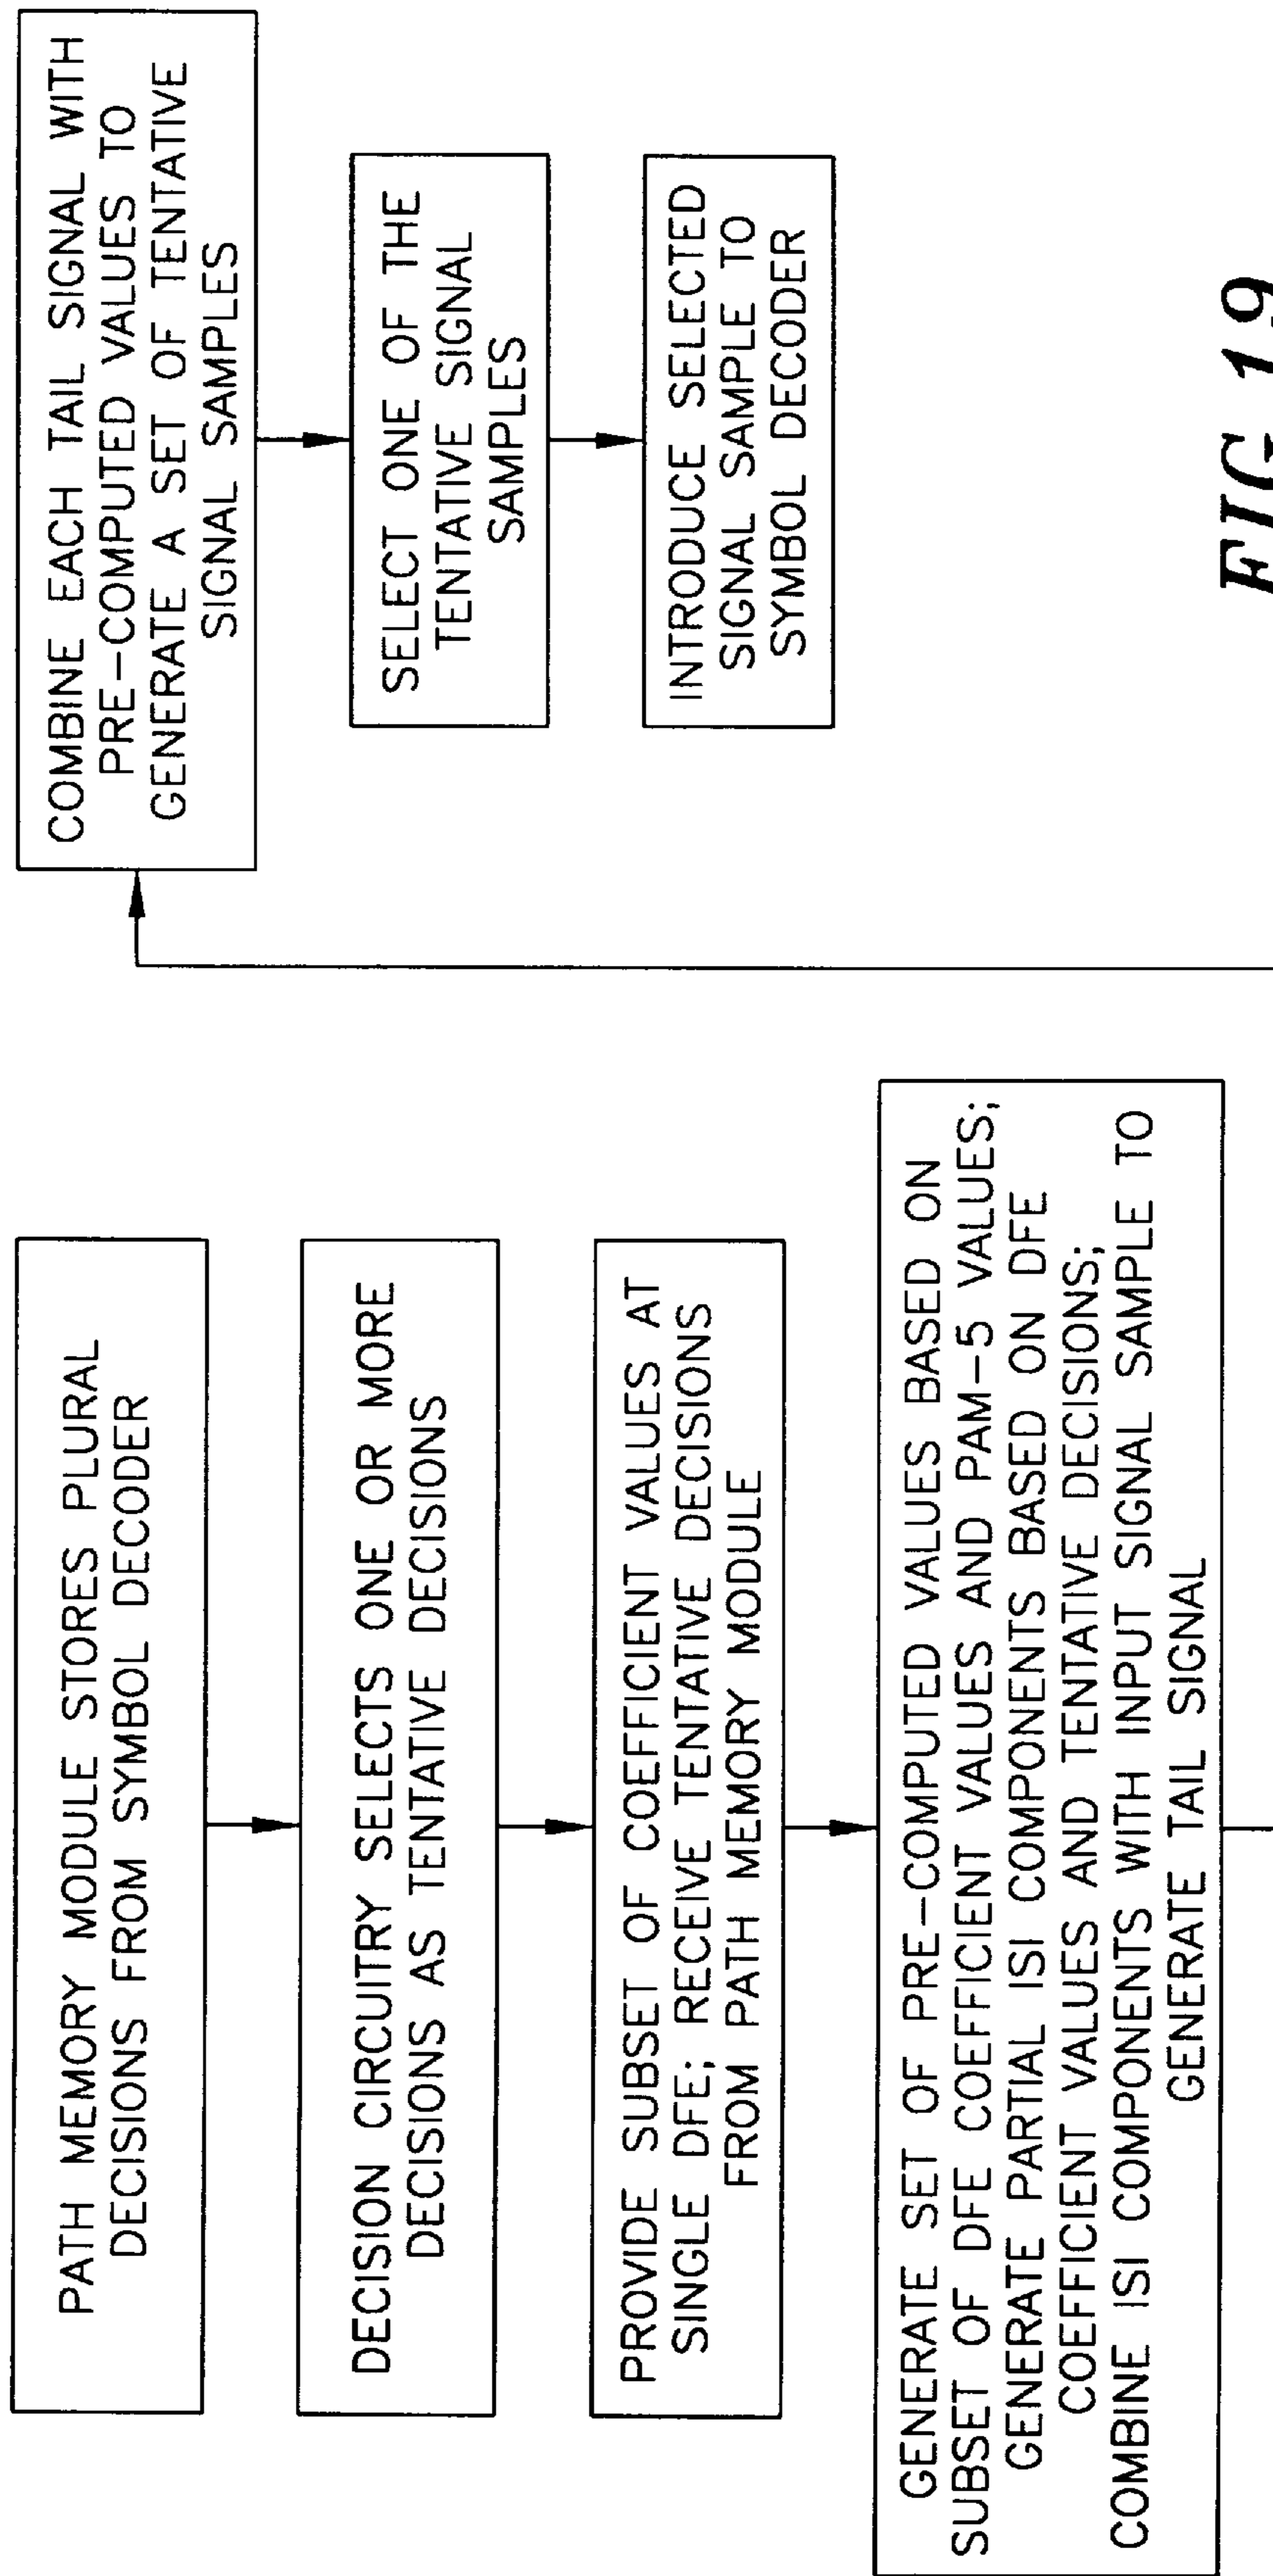 PATH MEMORY MODULE STORES PLURAL
DECISIONS FROM SYMBOL DECODER
DECISION CIRCUITRY SELECTS ONE OR MORE
DECISIONS AS TENTATIVE DECISIONS
PROVIDE SUBSET OF COEFFICIENT VALUES AT
SINGLE DFE; RECEIVE TENTATIVE DECISIONS
FROM PATH MEMORY MODULE
GENERATE SET OF PRE-COMPUTED VALUES BASED ON
SUBSET OF DFE COEFFICIENT VALUES AND PAM-5 VALUES;
GENERATE PARTIAL ISI COMPONENTS BASED ON DFE
COEFFICIENT VALUES AND TENTATIVE DECISIONS;
COMBINE ISI COMPONENTS WITH INPUT SIGNAL SAMPLE TO
GENERATE TAIL SIGNAL
COMBINE EACH TAIL SIGNAL WITH
PRE-COMPUTED VALUES TO
GENERATE A SET OF TENTATIVE
SIGNAL SAMPLES
SELECT ONE OF THE
TENTATIVE SIGNAL
SAMPLES
INTRODUCE SELECTED
SIGNAL SAMPLE TO
SYMBOL DECODER
FIG. 19